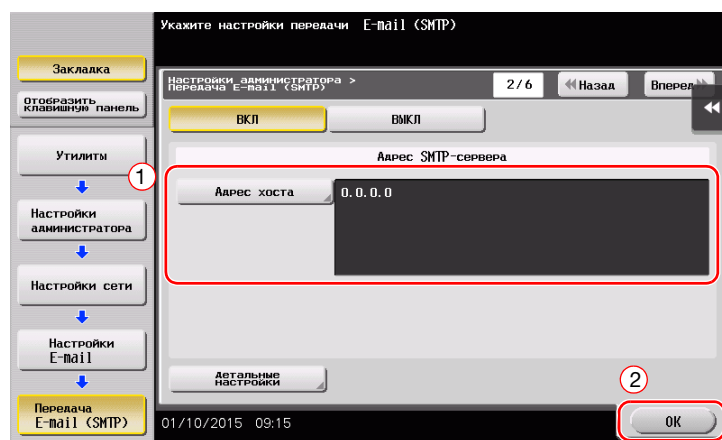 Укажите настройки передачи E-mail (SMTP)
Закладка
Отобразить
клавишную панель
Утилиты
Настройки
администратора
Настройки сети
Настройки
E-mail
Передача
E-mail (SMTP)
Настройки администратора >
Передача E-mail (SMTP)
2/6
Назад
Вперед
ВКЛ
ВЫКЛ
Адрес SMTP-сервера
1
Адрес хоста
0.0.0.0
Детальные
настройки
2
01/10/2015 09:15
OK